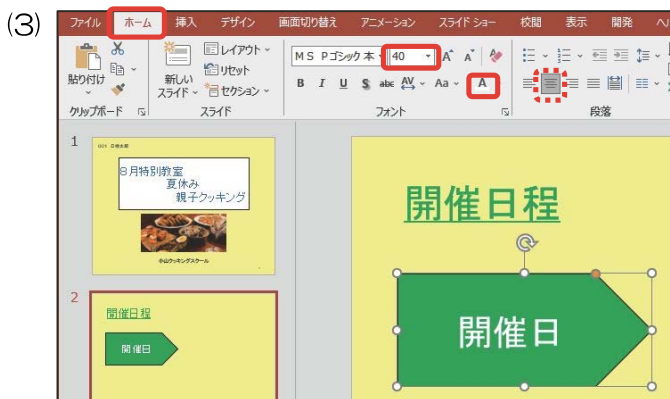 (3)
ファイル ホーム 挿入 デザイン 画面切り替え アニメーション スライド ショー 校閲 表示 開発
貼り付け
新しい
スライド
レイアウト
リセット
セクション
MS Pゴシック 本 40 A A
B I U S abc AV Aa A
クリップボード スライド フォント 段落
1
8月特別教室
夏休み
親子クッキング
小山クッキングスクール
2
開催日程
開催日
開催日程
開催日